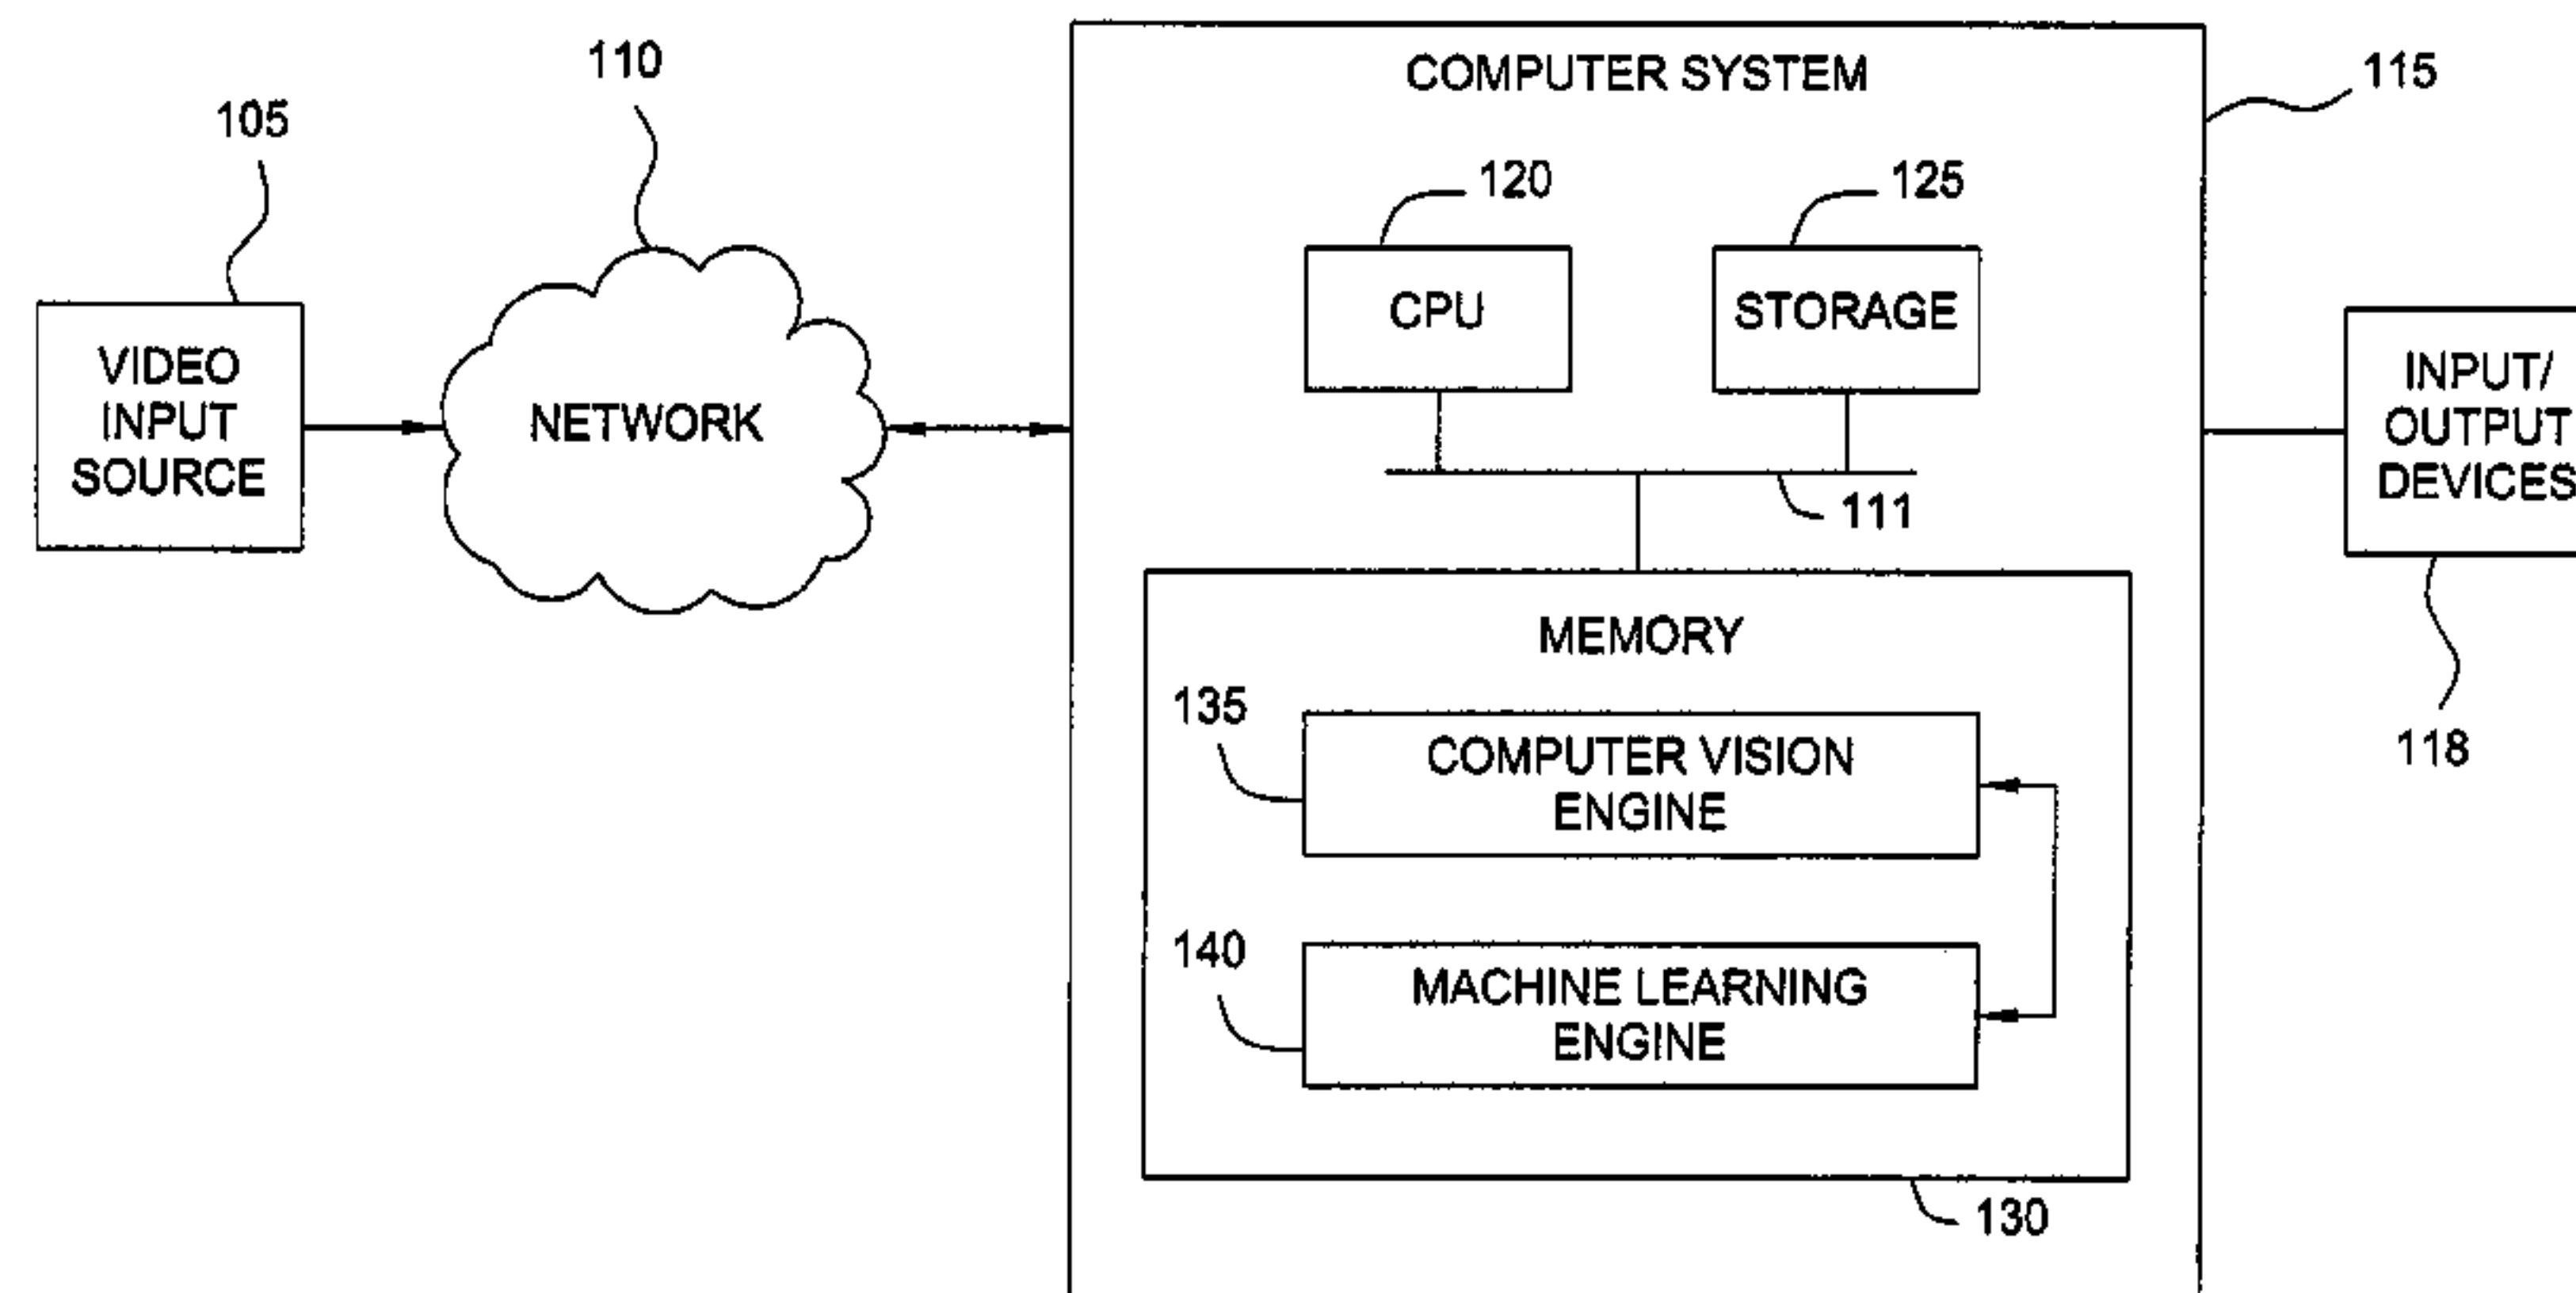 110
COMPUTER SYSTEM
115
105
120
125
CPU
STORAGE
VIDEO
INPUT
SOURCE
NETWORK
INPUT/
OUTPUT
DEVICES
111
MEMORY
135
COMPUTER VISION
ENGINE
118
140
MACHINE LEARNING
ENGINE
130